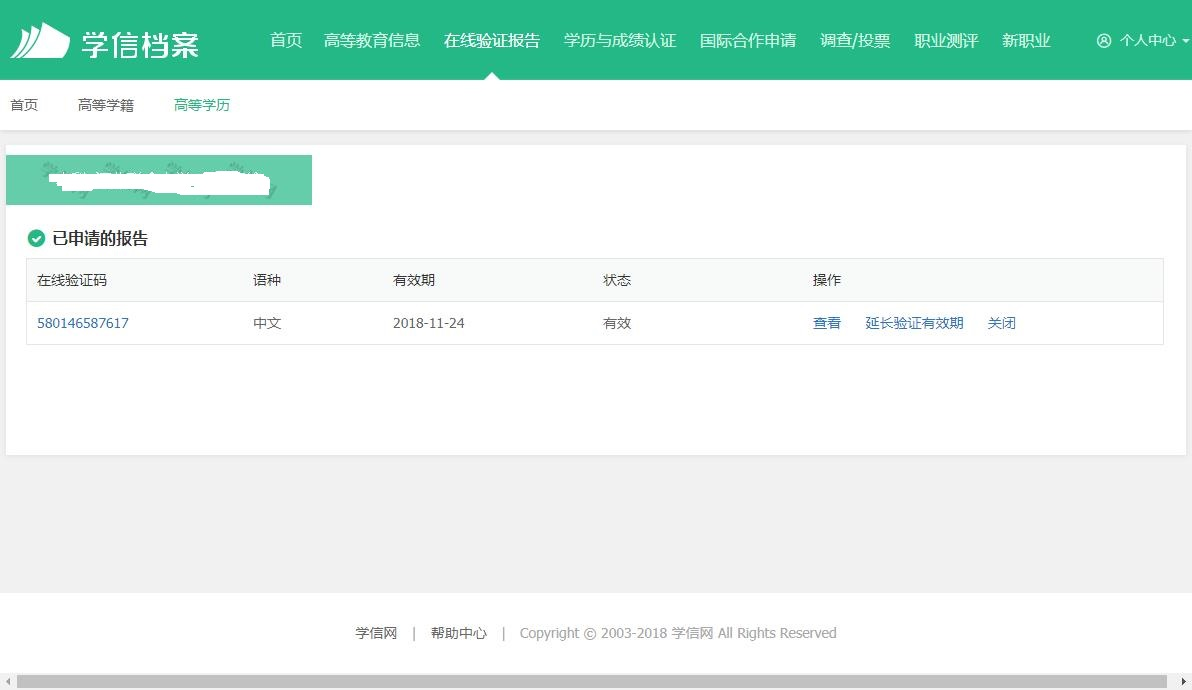 学信档案 首页 高等教育信息 在线验证报告 学历与成绩认证 国际合作申请 调查/投票 职业测评 新职业 个人中心
首页 高等学籍 高等学历
已申请的报告
在线验证码 语种 有效期 状态 操作
580146587617 中文 2018-11-24 有效 查看 延长验证有效期 关闭
学信网 | 帮助中心 | Copyright © 2003-2018 学信网 All Rights Reserved